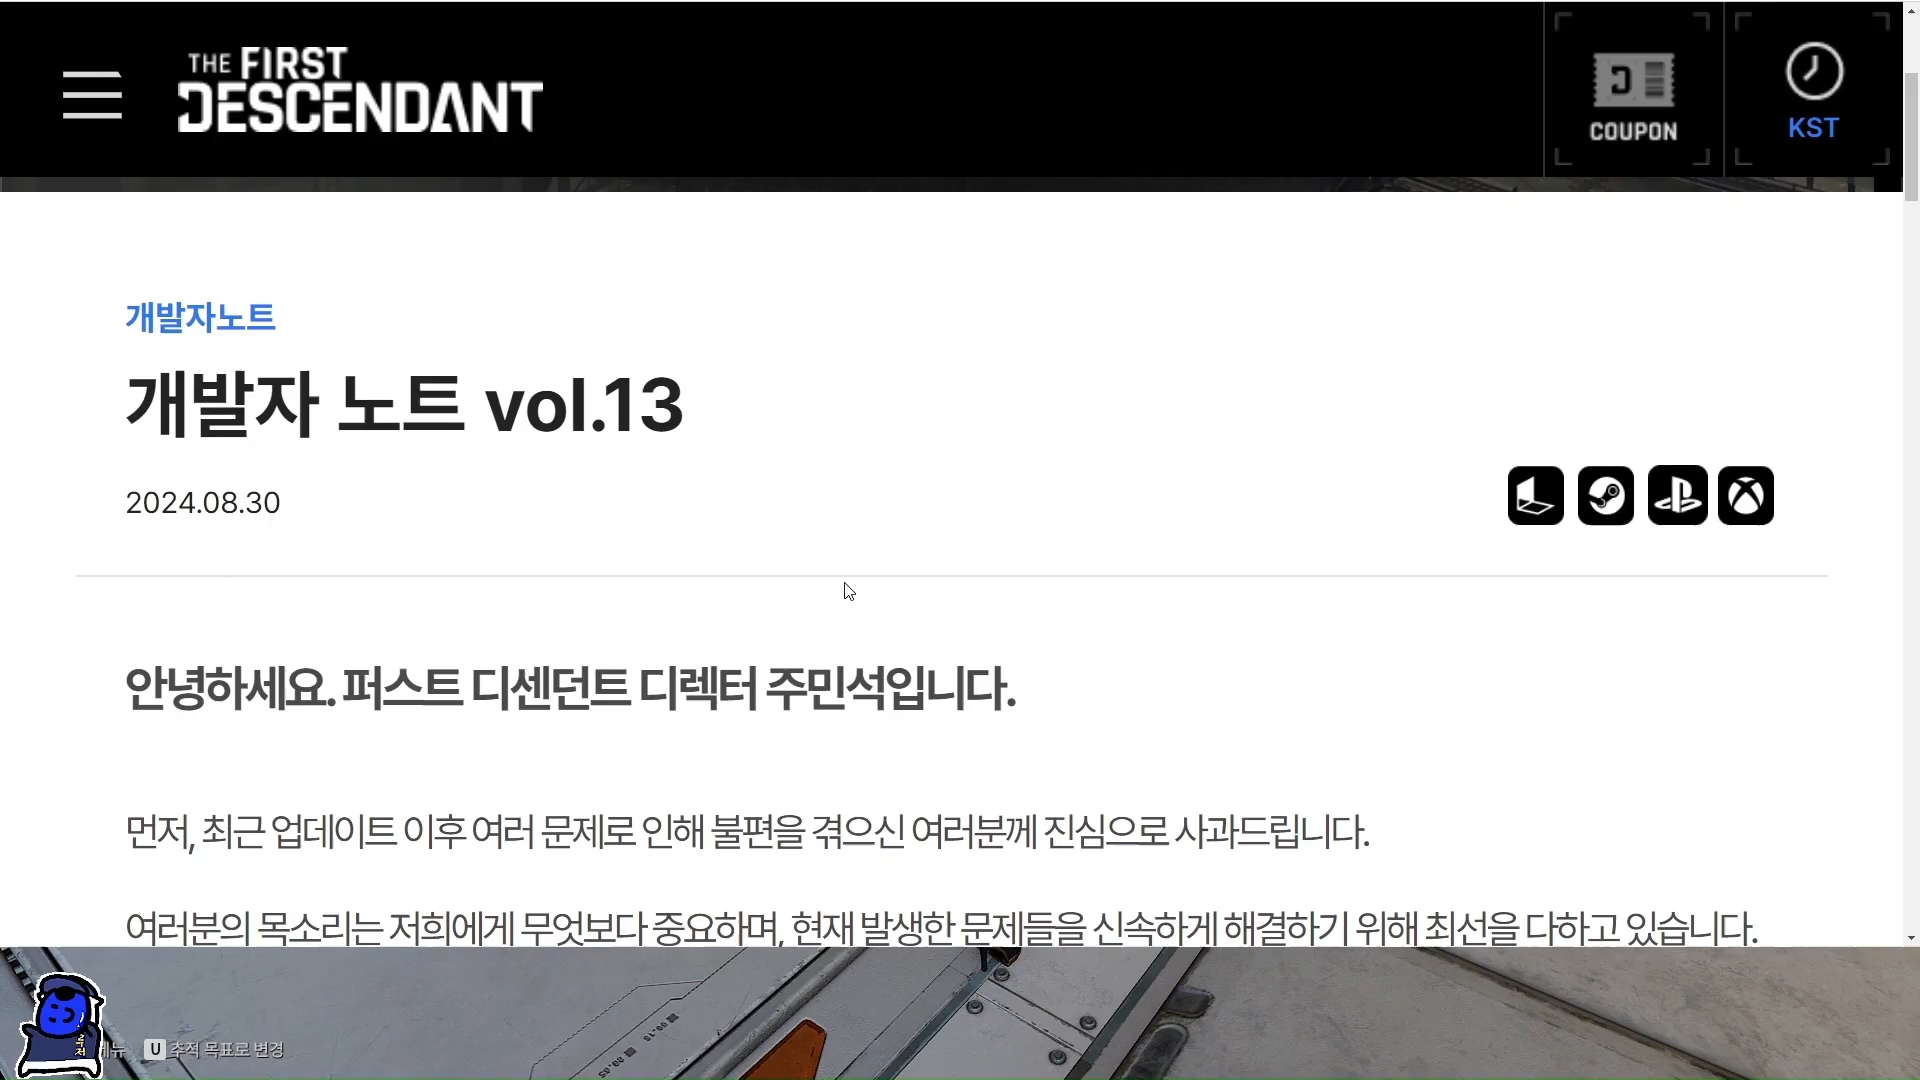 THE FIRST
DESCENDANT
COUPON
KST
개발자노트
개발자 노트 vol.13
2024.08.30
안녕하세요. 퍼스트 디센던트 디렉터 주민석입니다.
먼저, 최근 업데이트 이후 여러 문제로 인해 불편을 겪으신 여러분께 진심으로 사과드립니다.
여러분의 목소리는 저희에게 무엇보다 중요하며, 현재 발생한 문제들을 신속하게 해결하기 위해 최선을 다하고 있습니다.
U 추적 목표로 변경